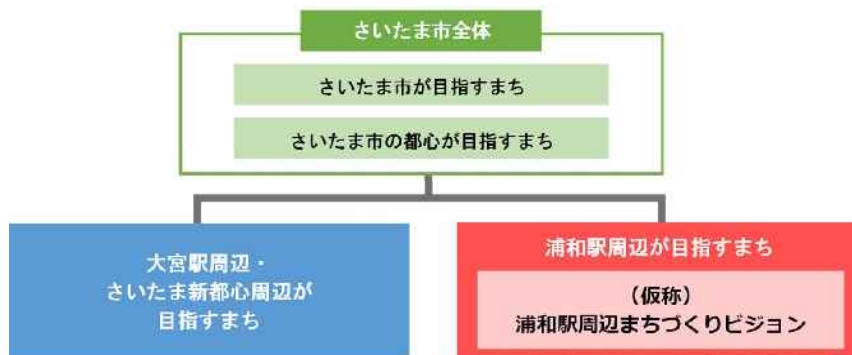 さいたま市全体
さいたま市が目指すまち
さいたま市の都心が目指すまち
大宮駅周辺・
さいたま新都心周辺が
目指すまち
浦和駅周辺が目指すまち
（仮称）
浦和駅周辺まちづくりビジョン